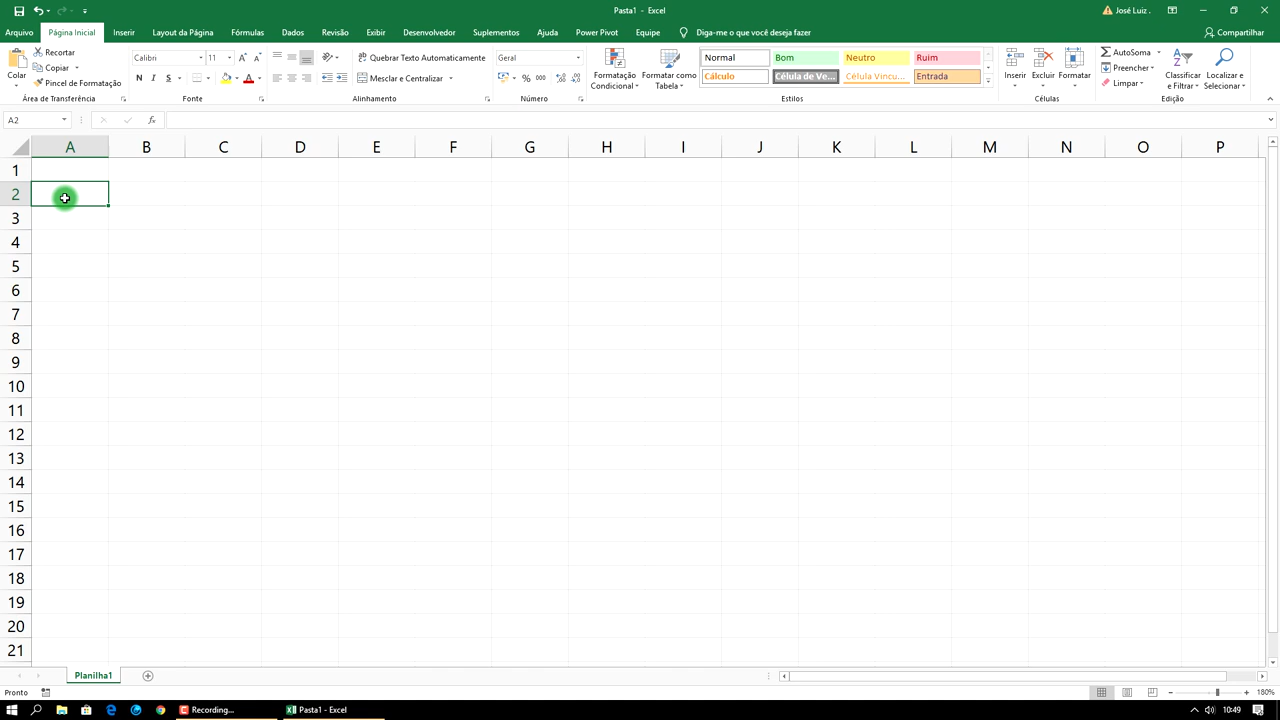 Pasta1 - Excel
José Luiz .
Arquivo Página Inicial Inserir Layout da Página Fórmulas Dados Revisão Exibir Desenvolvedor Suplementos Ajuda Power Pivot Equipe Diga-me o que você deseja fazer Compartilhar
Colar
Recortar
Copiar
Pincel de Formatação
Área de Transferência
Calibri 11
N I S
Fonte
Quebrar Texto Automaticamente
Mesclar e Centralizar
Alinhamento
Geral
% 000
Número
Formatação Condicional
Formatar como Tabela
Normal Bom Neutro Ruim
Cálculo Célula de Ve... Célula Vincu... Entrada
Estilos
Inserir Excluir Formatar
Células
AutoSoma
Preencher
Limpar
Classificar e Filtrar
Localizar e Selecionar
Edição
A2 fx
A B C D E F G H I J K L M N O P
1
2
3
4
5
6
7
8
9
10
11
12
13
14
15
16
17
18
19
20
21
Planilha1
Pronto 180%
Recording... Pasta1 - Excel 10:49